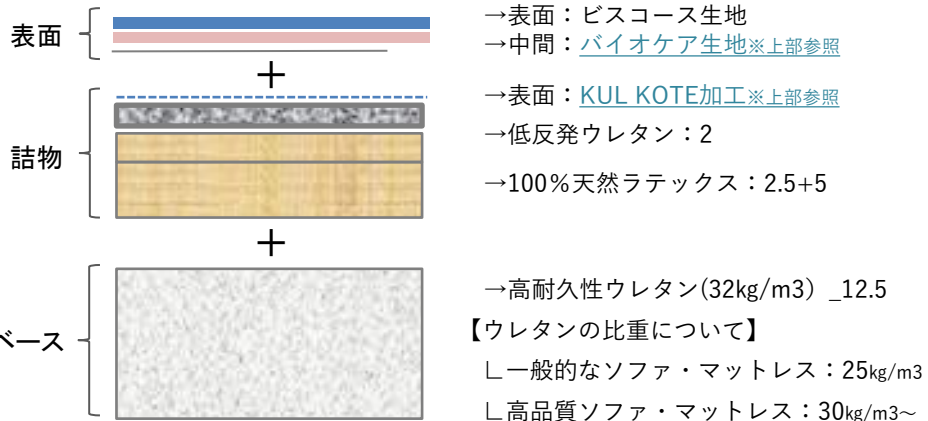 表面
→表面：ビスコース生地
→中間：バイオケア生地※上部参照
＋
詰物
→表面：KUL KOTE加工※上部参照
→低反発ウレタン：2
→100％天然ラテックス：2.5+5
＋
ベース
→高耐久性ウレタン(32kg/m3）_12.5
【ウレタンの比重について】
∟一般的なソファ・マットレス：25kg/m3
∟高品質ソファ・マットレス：30kg/m3~